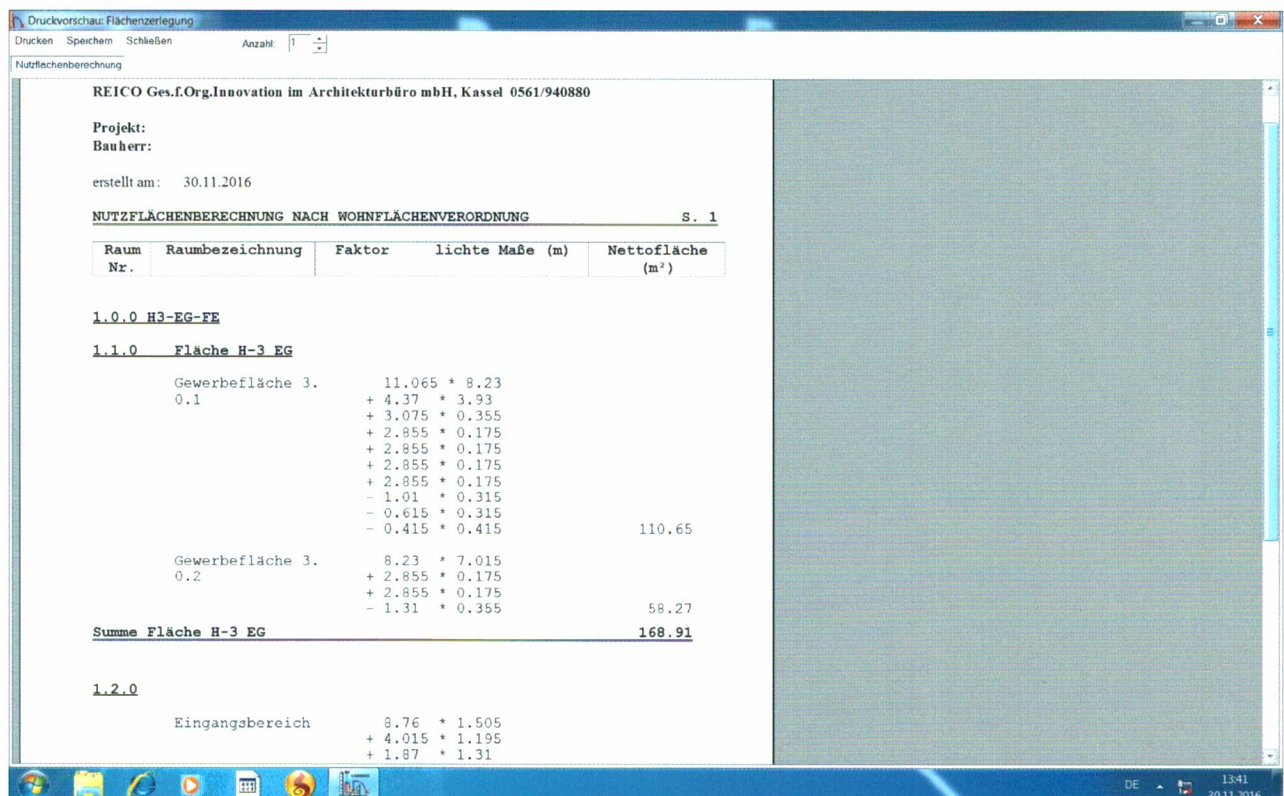 Druckvorschau: Flächenzerlegung
Drucken Speichern Schließen Anzahl: 1
Nutzflächenberechnung
REICO Ges.f.Org.Innovation im Architekturbüro mbH, Kassel 0561/940880
Projekt:
Bauherr:
erstellt am: 30.11.2016
NUTZFLÄCHENBERECHNUNG NACH WOHNFLÄCHENVERORDNUNG S. 1
Raum Raumbezeichnung Faktor lichte Maße (m) Nettofläche
Nr. (m²)
1.0.0 H3-EG-FE
1.1.0 Fläche H-3 EG
Gewerbefläche 3. 11.065 * 8.23
0.1 + 4.37 * 3.93
+ 3.075 * 0.355
+ 2.855 * 0.175
+ 2.855 * 0.175
+ 2.855 * 0.175
+ 2.855 * 0.175
- 1.01 * 0.315
- 0.615 * 0.315
- 0.415 * 0.415 110.65
Gewerbefläche 3. 8.23 * 7.015
0.2 + 2.855 * 0.175
+ 2.855 * 0.175
- 1.31 * 0.355 58.27
Summe Fläche H-3 EG 168.91
1.2.0
Eingangsbereich 8.76 * 1.505
+ 4.015 * 1.195
+ 1.87 * 1.31
DE 13:41
30.11.2016